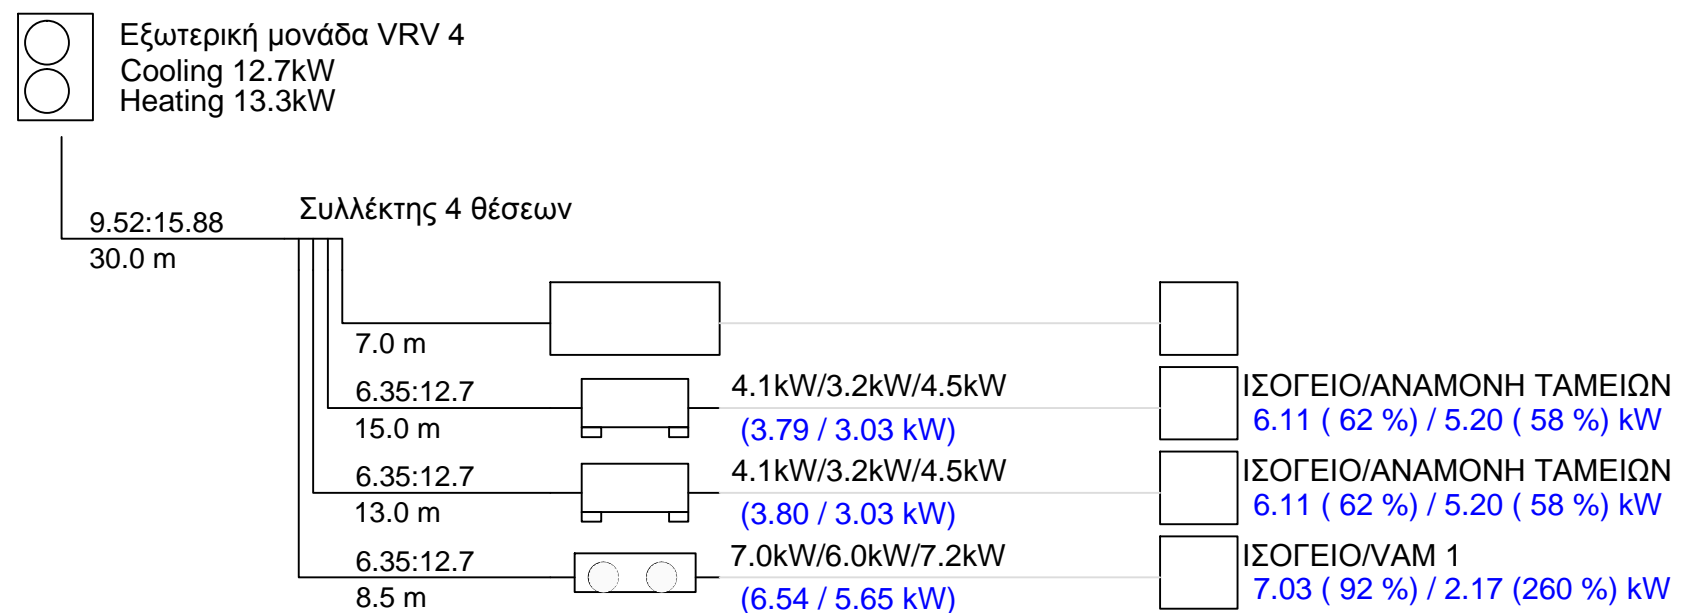 Εξωτερική μονάδα VRV 4
Cooling 12.7kW
Heating 13.3kW
9.52:15.88
Συλλέκτης 4 θέσεων
30.0 m
7.0 m
6.35:12.7
4.1kW/3.2kW/4.5kW
ΙΣΟΓΕΙΟ/ΑΝΑΜΟΝΗ ΤΑΜΕΙΩΝ
15.0 m
(3.79 / 3.03 kW)
6.11 ( 62 %) / 5.20 ( 58 %) kW
6.35:12.7
4.1kW/3.2kW/4.5kW
ΙΣΟΓΕΙΟ/ΑΝΑΜΟΝΗ ΤΑΜΕΙΩΝ
13.0 m
(3.80 / 3.03 kW)
6.11 ( 62 %) / 5.20 ( 58 %) kW
6.35:12.7
7.0kW/6.0kW/7.2kW
ΙΣΟΓΕΙΟ/VAM 1
8.5 m
(6.54 / 5.65 kW)
7.03 ( 92 %) / 2.17 (260 %) kW